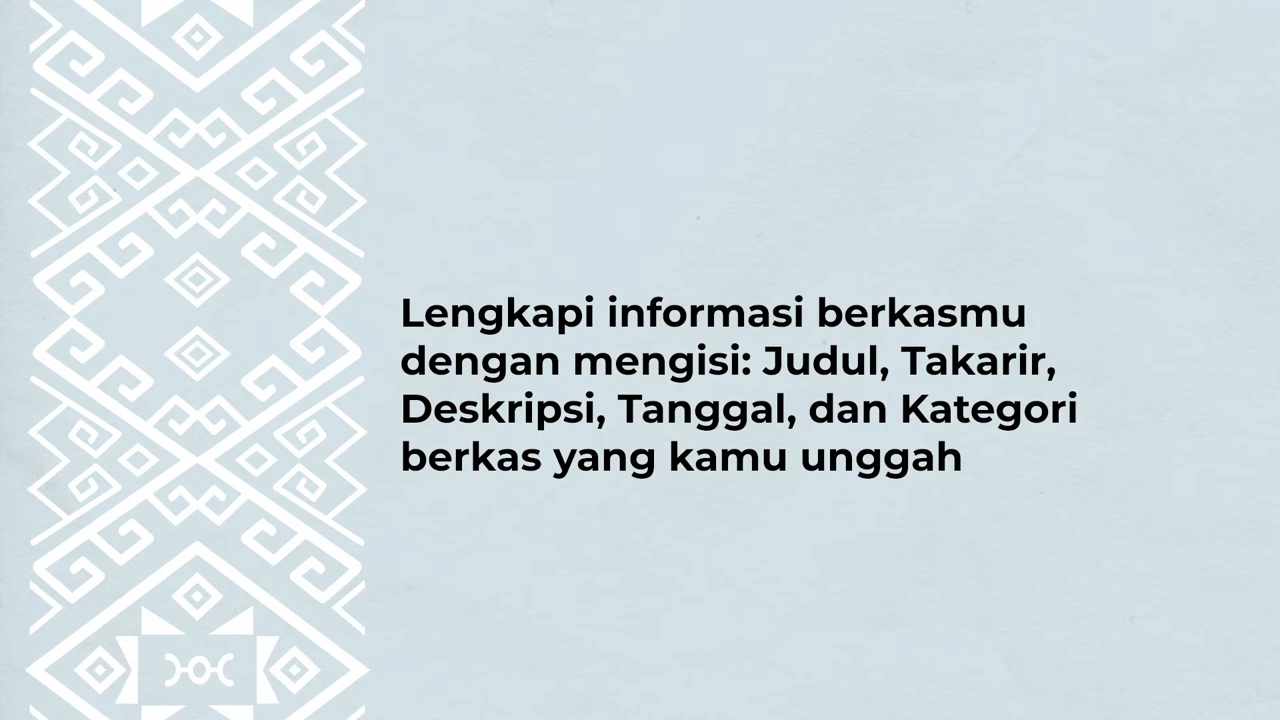 Lengkapi informasi berkasmu
dengan mengisi: Judul, Takarir,
Deskripsi, Tanggal, dan Kategori
berkas yang kamu unggah